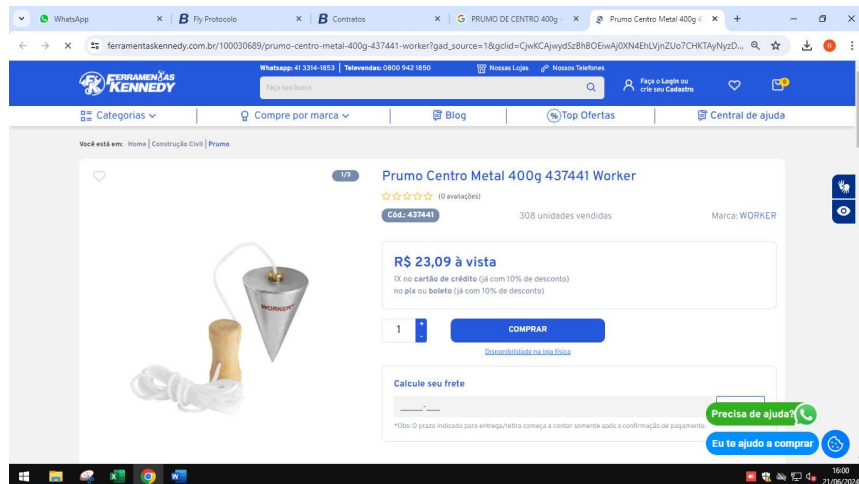 WhatsApp
Fly Protocolo
Contratos
PRUMO DE CENTRO 400g -
Prumo Centro Metal 400g 4
ferramentaskennedy.com.br/100030689/prumo-centro-metal-400g-437441-worker?gad_source=1&gclid=CjwKCAjwydSzBhBOEiwAj0XN4EhLVjnZUo7CHKTAyNyzD...
R
FERRAMENTAS
KENNEDY
Whatsapp: 41 3314-1853 | Televendas: 0800 942 1850
Nossas Lojas
Nossos Telefones
Faça sua busca
Faça o Login ou
crie seu Cadastro
0
Categorias
Compre por marca
Blog
Top Ofertas
Central de ajuda
Você está em: Home | Construção Civil | Prumo
1/3
Prumo Centro Metal 400g 437441 Worker
(0 avaliações)
Cód.: 437441
308 unidades vendidas
Marca: WORKER
R$ 23,09 à vista
1X no cartão de crédito (já com 10% de desconto)
no pix ou boleto (já com 10% de desconto)
WORKER
1
+
-
COMPRAR
Disponibilidade na loja física
Calcule seu frete
_____-___
*Obs: O prazo indicado para entrega/retira começa a contar somente após a confirmação de pagamento.
Precisa de ajuda?
Eu te ajudo a comprar
16:00
21/06/2024